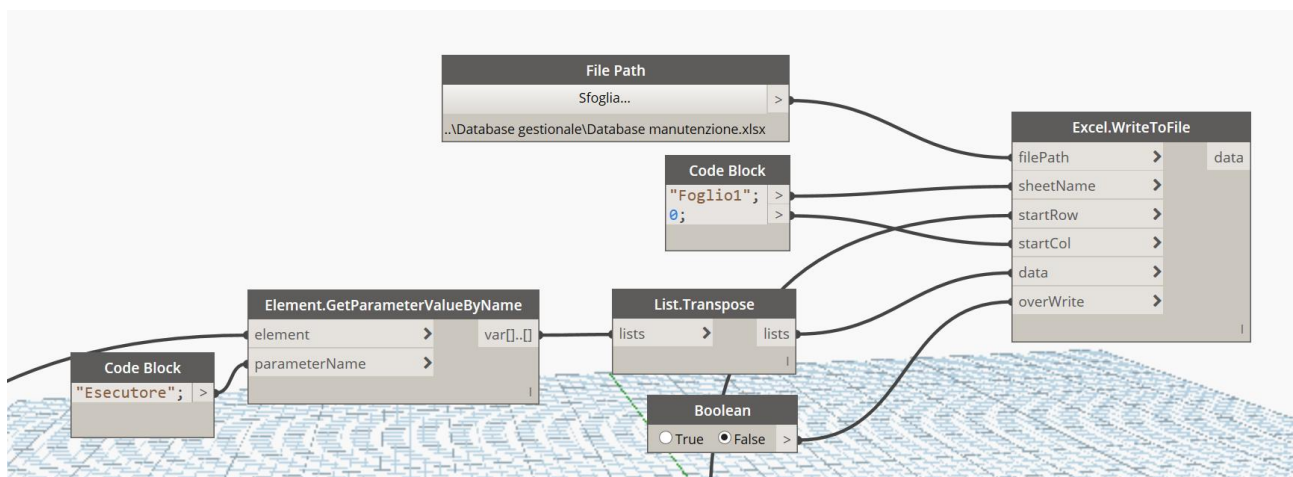 File Path
Sfoglia...
>
..\Database gestionale\Database manutenzione.xlsx
Code Block
"Foglio1"; >
0; >
Excel.WriteToFile
filePath > data
sheetName >
startRow >
startCol >
data >
overWrite >
l
Element.GetParameterValueByName
element > var[]..[]
parameterName >
l
Code Block
"Esecutore"; >
List.Transpose
lists > lists
l
Boolean
True False >